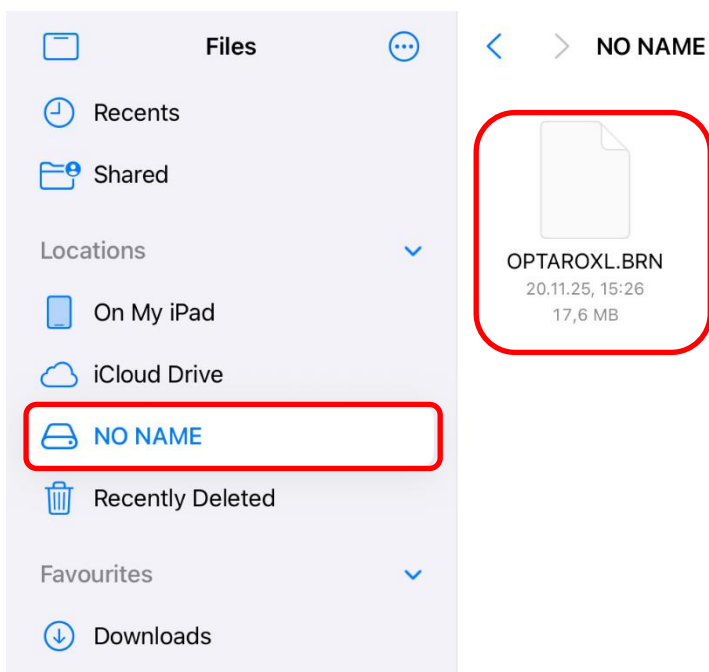 Files
Recents
Shared
Locations
On My iPad
iCloud Drive
NO NAME
Recently Deleted
Favourites
Downloads
NO NAME
OPTAROXL.BRN
20.11.25, 15:26
17,6 MB